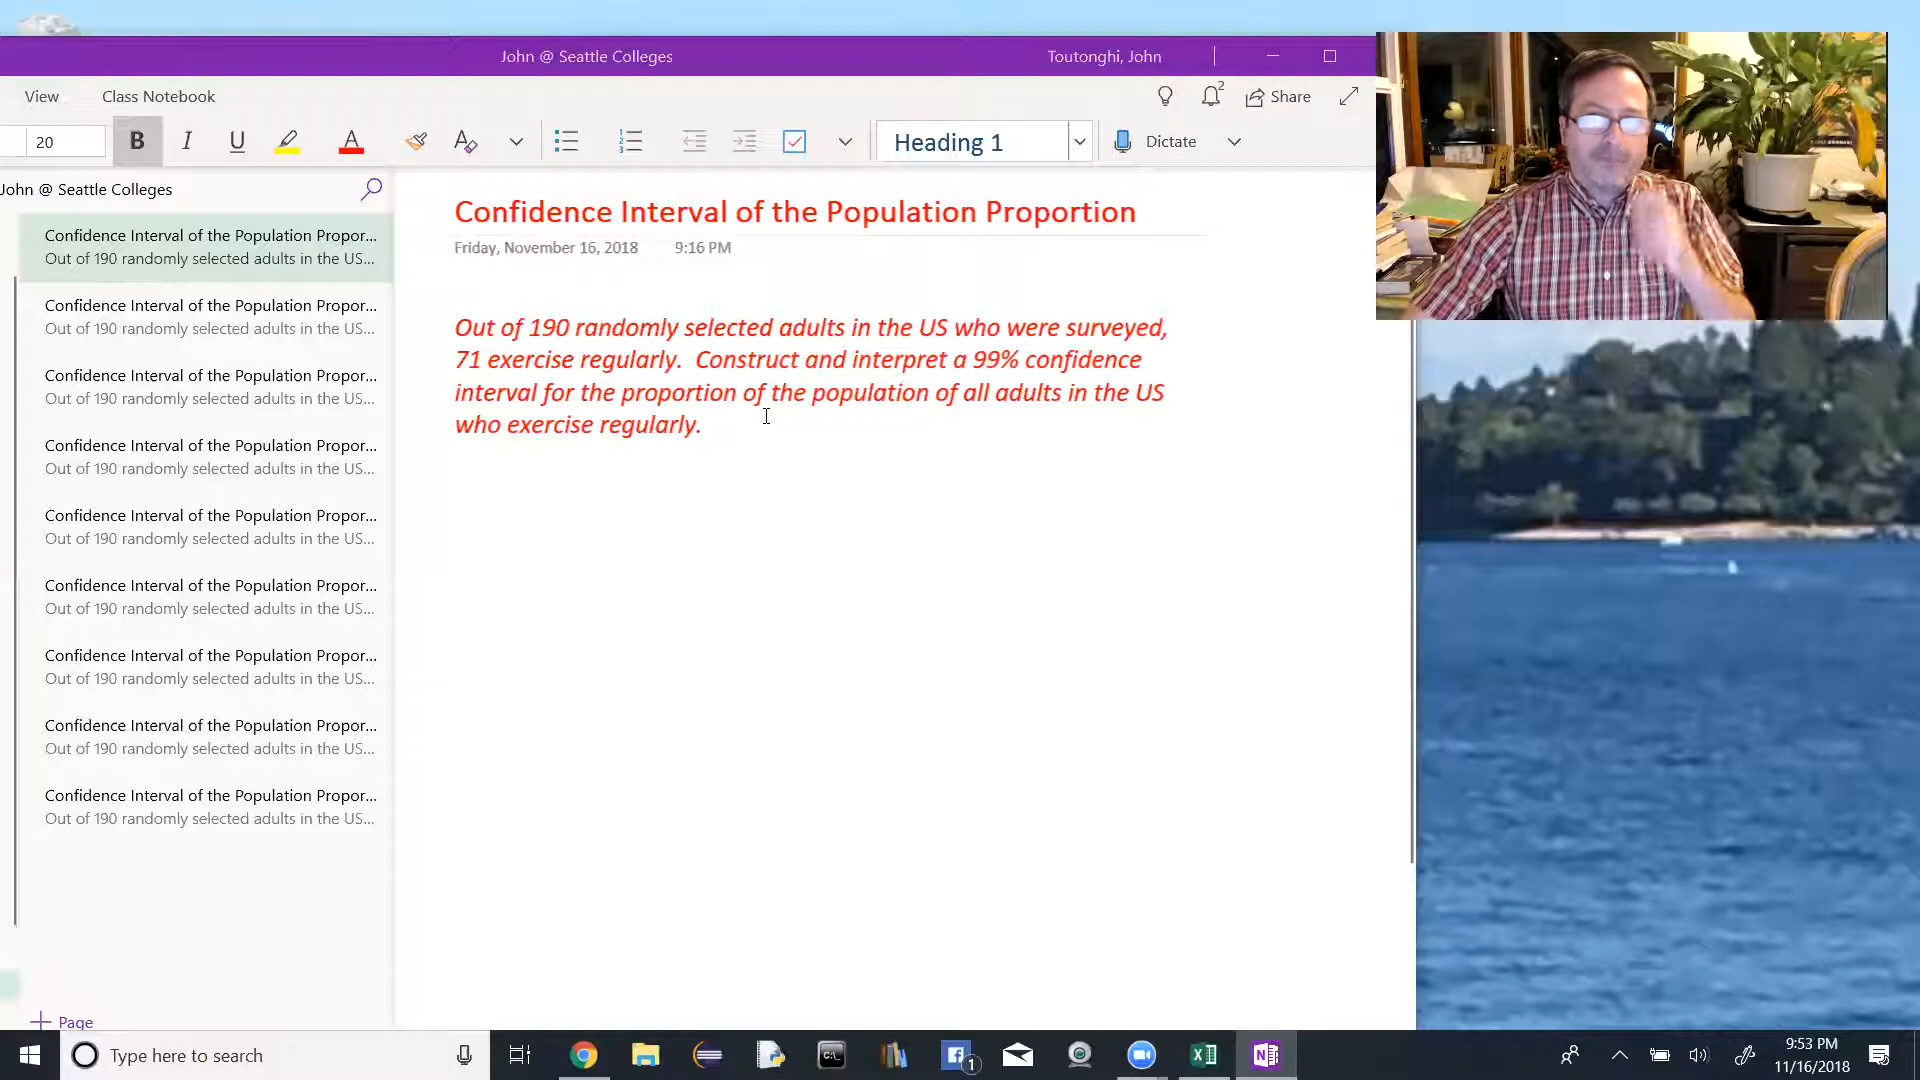 John @ Seattle Colleges
Toutonghi, John
View
Class Notebook
2
Share
20
B
I
U
A
A
1
2
3
Heading 1
Dictate
John @ Seattle Colleges
Confidence Interval of the Population Propor...
Out of 190 randomly selected adults in the US...
Confidence Interval of the Population Propor...
Out of 190 randomly selected adults in the US...
Confidence Interval of the Population Propor...
Out of 190 randomly selected adults in the US...
Confidence Interval of the Population Propor...
Out of 190 randomly selected adults in the US...
Confidence Interval of the Population Propor...
Out of 190 randomly selected adults in the US...
Confidence Interval of the Population Propor...
Out of 190 randomly selected adults in the US...
Confidence Interval of the Population Propor...
Out of 190 randomly selected adults in the US...
Confidence Interval of the Population Propor...
Out of 190 randomly selected adults in the US...
Confidence Interval of the Population Propor...
Out of 190 randomly selected adults in the US...
Page
Confidence Interval of the Population Proportion
Friday, November 16, 2018 9:16 PM
Out of 190 randomly selected adults in the US who were surveyed,
71 exercise regularly. Construct and interpret a 99% confidence
interval for the proportion of the population of all adults in the US
who exercise regularly.
Type here to search
C:\
1
N
9:53 PM
11/16/2018